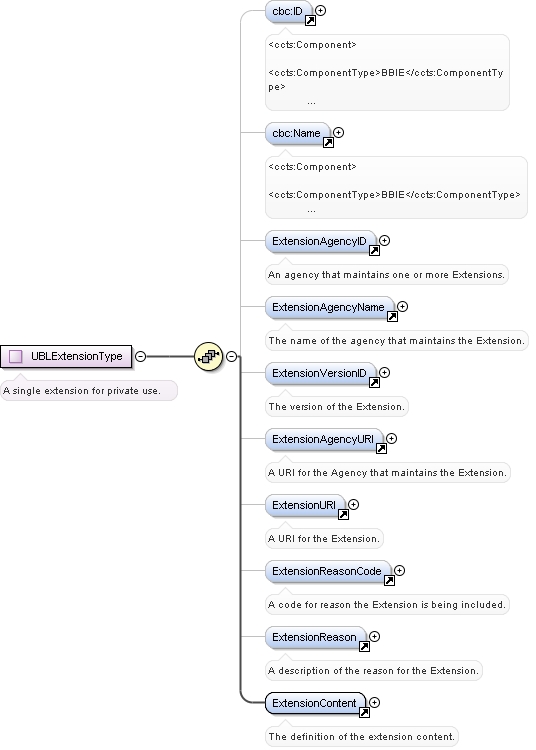 cbc:ID
<ccts:Component>
<ccts:ComponentType>BBIE</ccts:ComponentTy
pe>
...
cbc:Name
<ccts:Component>
<ccts:ComponentType>BBIE</ccts:ComponentType>
...
ExtensionAgencyID
An agency that maintains one or more Extensions.
ExtensionAgencyName
The name of the agency that maintains the Extension.
UBLExtensionType
A single extension for private use.
ExtensionVersionID
The version of the Extension.
ExtensionAgencyURI
A URI for the Agency that maintains the Extension.
ExtensionURI
A URI for the Extension.
ExtensionReasonCode
A code for reason the Extension is being included.
ExtensionReason
A description of the reason for the Extension.
ExtensionContent
The definition of the extension content.